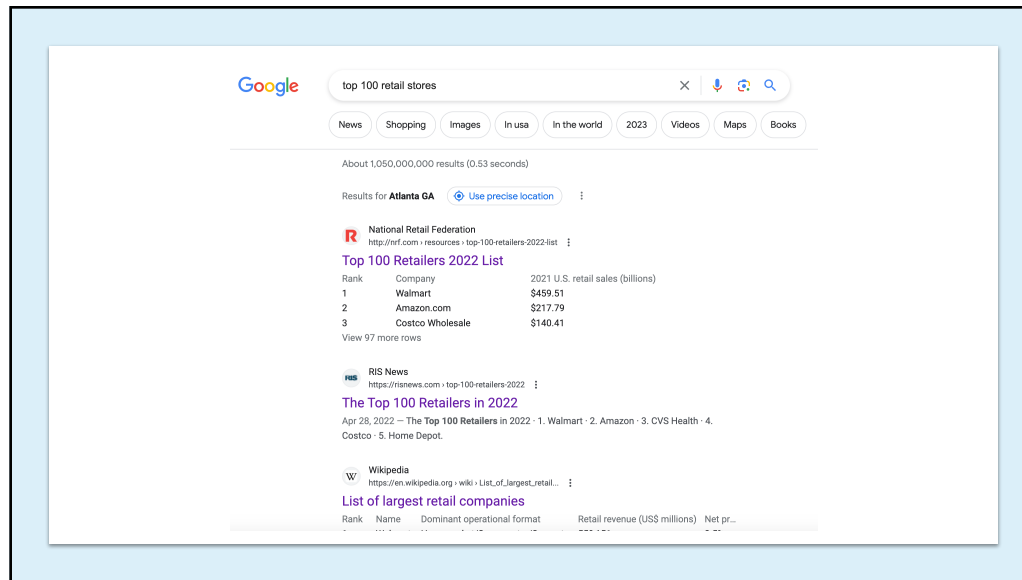 Google
top 100 retail stores
News Shopping Images In usa In the world 2023 Videos Maps Books
About 1,050,000,000 results (0.53 seconds)
Results for Atlanta GA Use precise location
R
National Retail Federation
http://nrf.com › resources › top-100-retailers-2022-list
Top 100 Retailers 2022 List
Rank Company 2021 U.S. retail sales (billions)
1 Walmart $459.51
2 Amazon.com $217.79
3 Costco Wholesale $140.41
View 97 more rows
RIS
RIS News
https://risnews.com › top-100-retailers-2022
The Top 100 Retailers in 2022
Apr 28, 2022 — The Top 100 Retailers in 2022 · 1. Walmart · 2. Amazon · 3. CVS Health · 4.
Costco · 5. Home Depot.
W
Wikipedia
https://en.wikipedia.org › wiki › List_of_largest_retail...
List of largest retail companies
Rank Name Dominant operational format Retail revenue (US$ millions) Net pr...